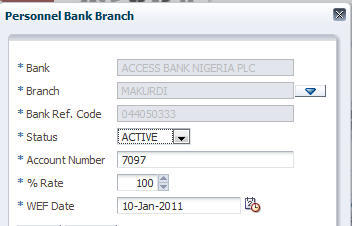 Personnel Bank Branch
* Bank ACCESS BANK NIGERIA PLC
* Branch MAKURDI
* Bank Ref. Code 044050333
* Status ACTIVE
* Account Number 7097
* % Rate 100
* WEF Date 10-Jan-2011